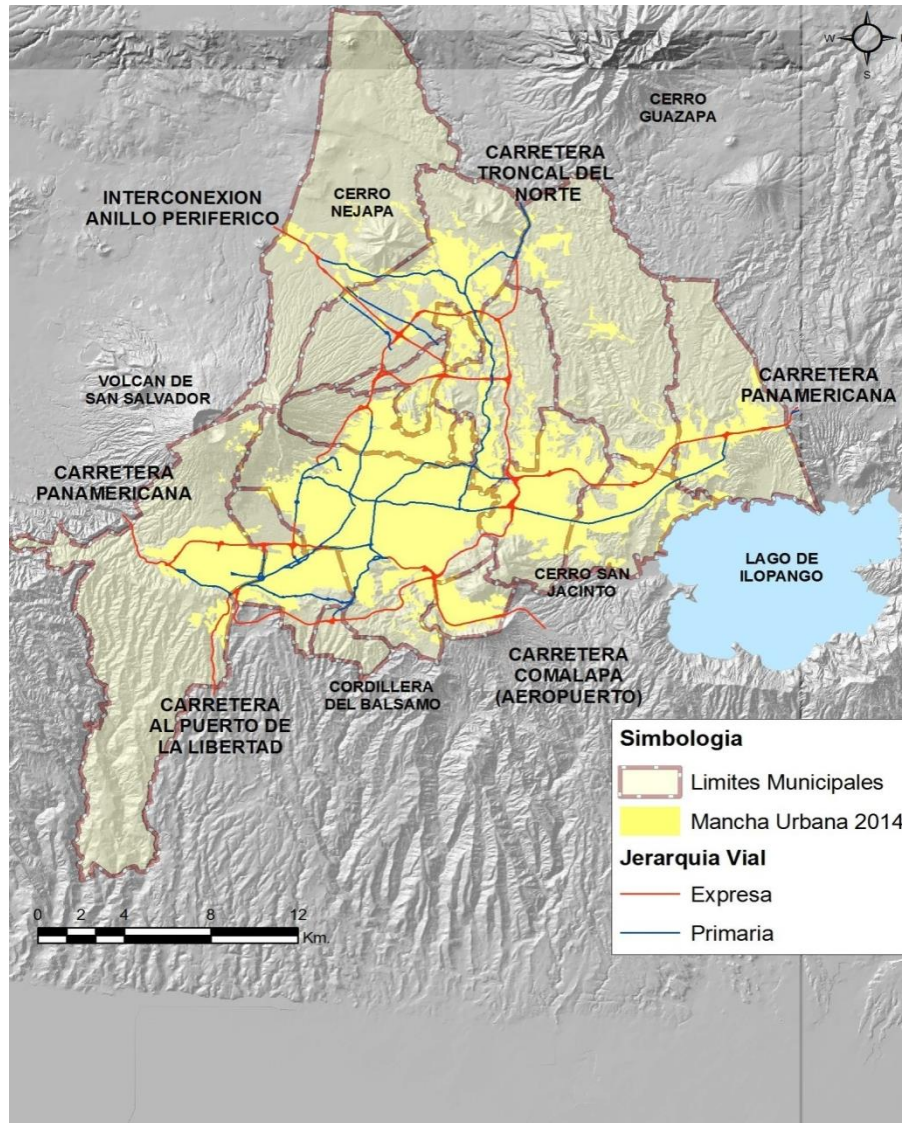 W
S
CERRO
GUAZAPA
CARRETERA
TRONCAL DEL
NORTE
INTERCONEXION
ANILLO PERIFERICO
CERRO
NEJAPA
VOLCAN DE
SAN SALVADOR
CARRETERA
PANAMERICANA
CARRETERA
PANAMERICANA
LAGO DE
ILOPANGO
CERRO SAN
JACINTO
CARRETERA
COMALAPA
(AEROPUERTO)
CORDILLERA
DEL BALSAMO
CARRETERA
AL PUERTO DE
LA LIBERTAD
Simbologia
Limites Municipales
Mancha Urbana 2014
Jerarquia Vial
Expresa
Primaria
0 2 4 8 12
Km.